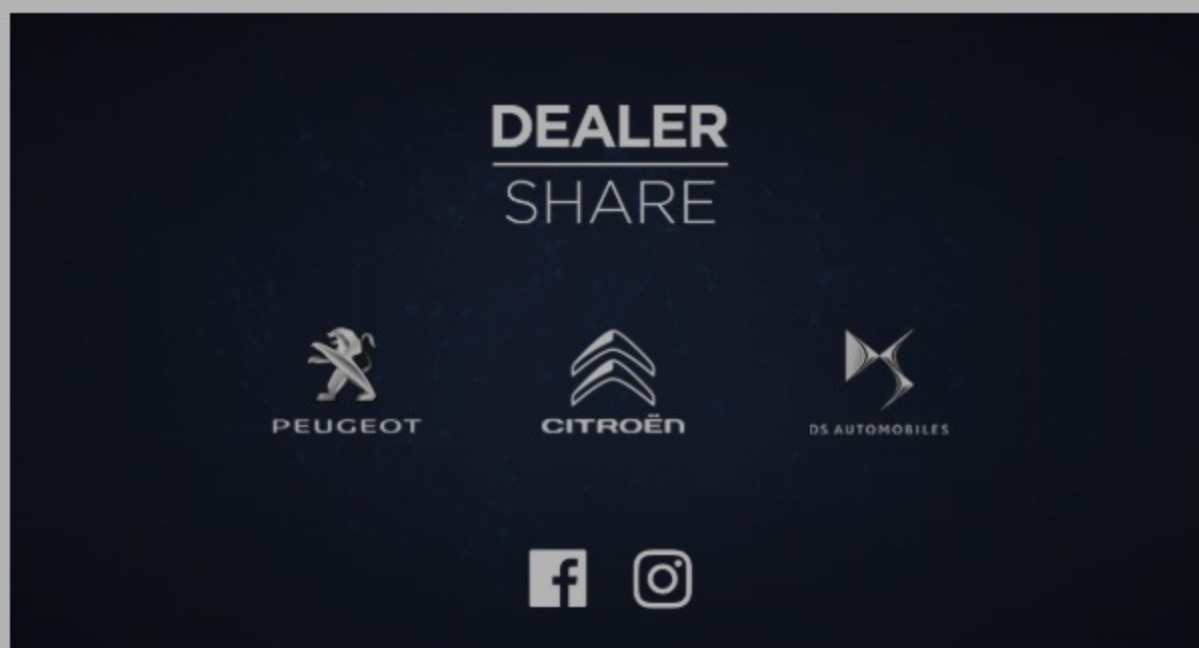 DEALER
SHARE
PEUGEOT
CITROËN
DS AUTOMOBILES